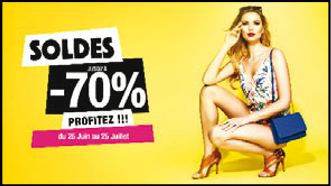 SOLDES
JUSQU'À
-70%
PROFITEZ !!!
du 25 Juin au 25 Juillet